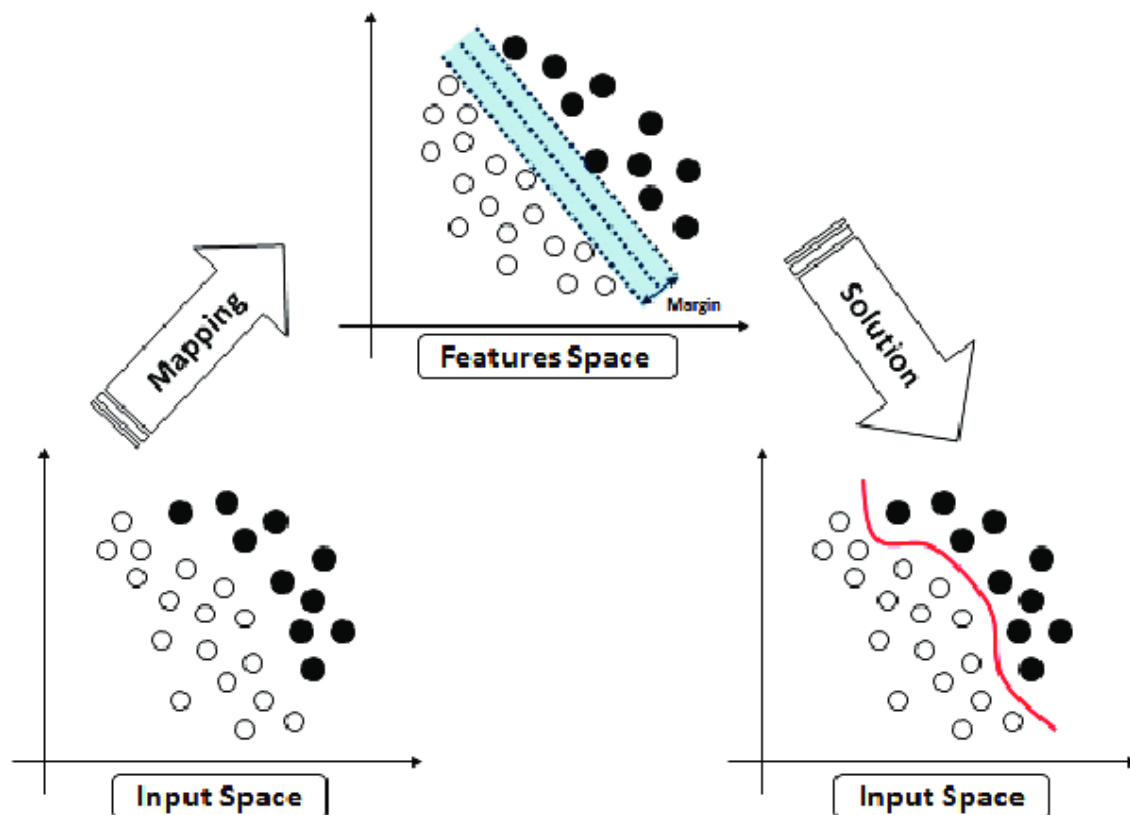 Margin
Features Space
Mapping
Solution
Input Space
Input Space